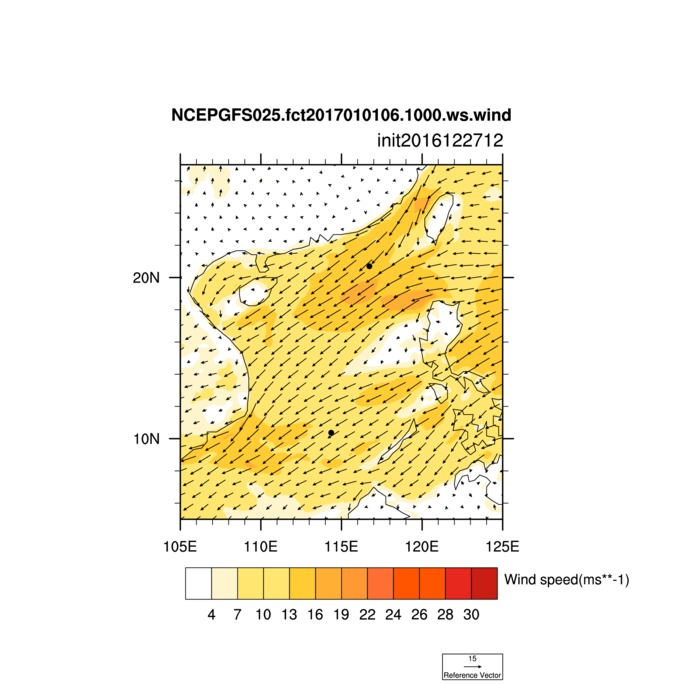 NCEPGFS025.fct2017010106.1000.ws.wind
init2016122712
20N
10N
105E 110E 115E 120E 125E
Wind speed(ms**-1)
4 7 10 13 16 19 22 24 26 28 30
15
Reference Vector